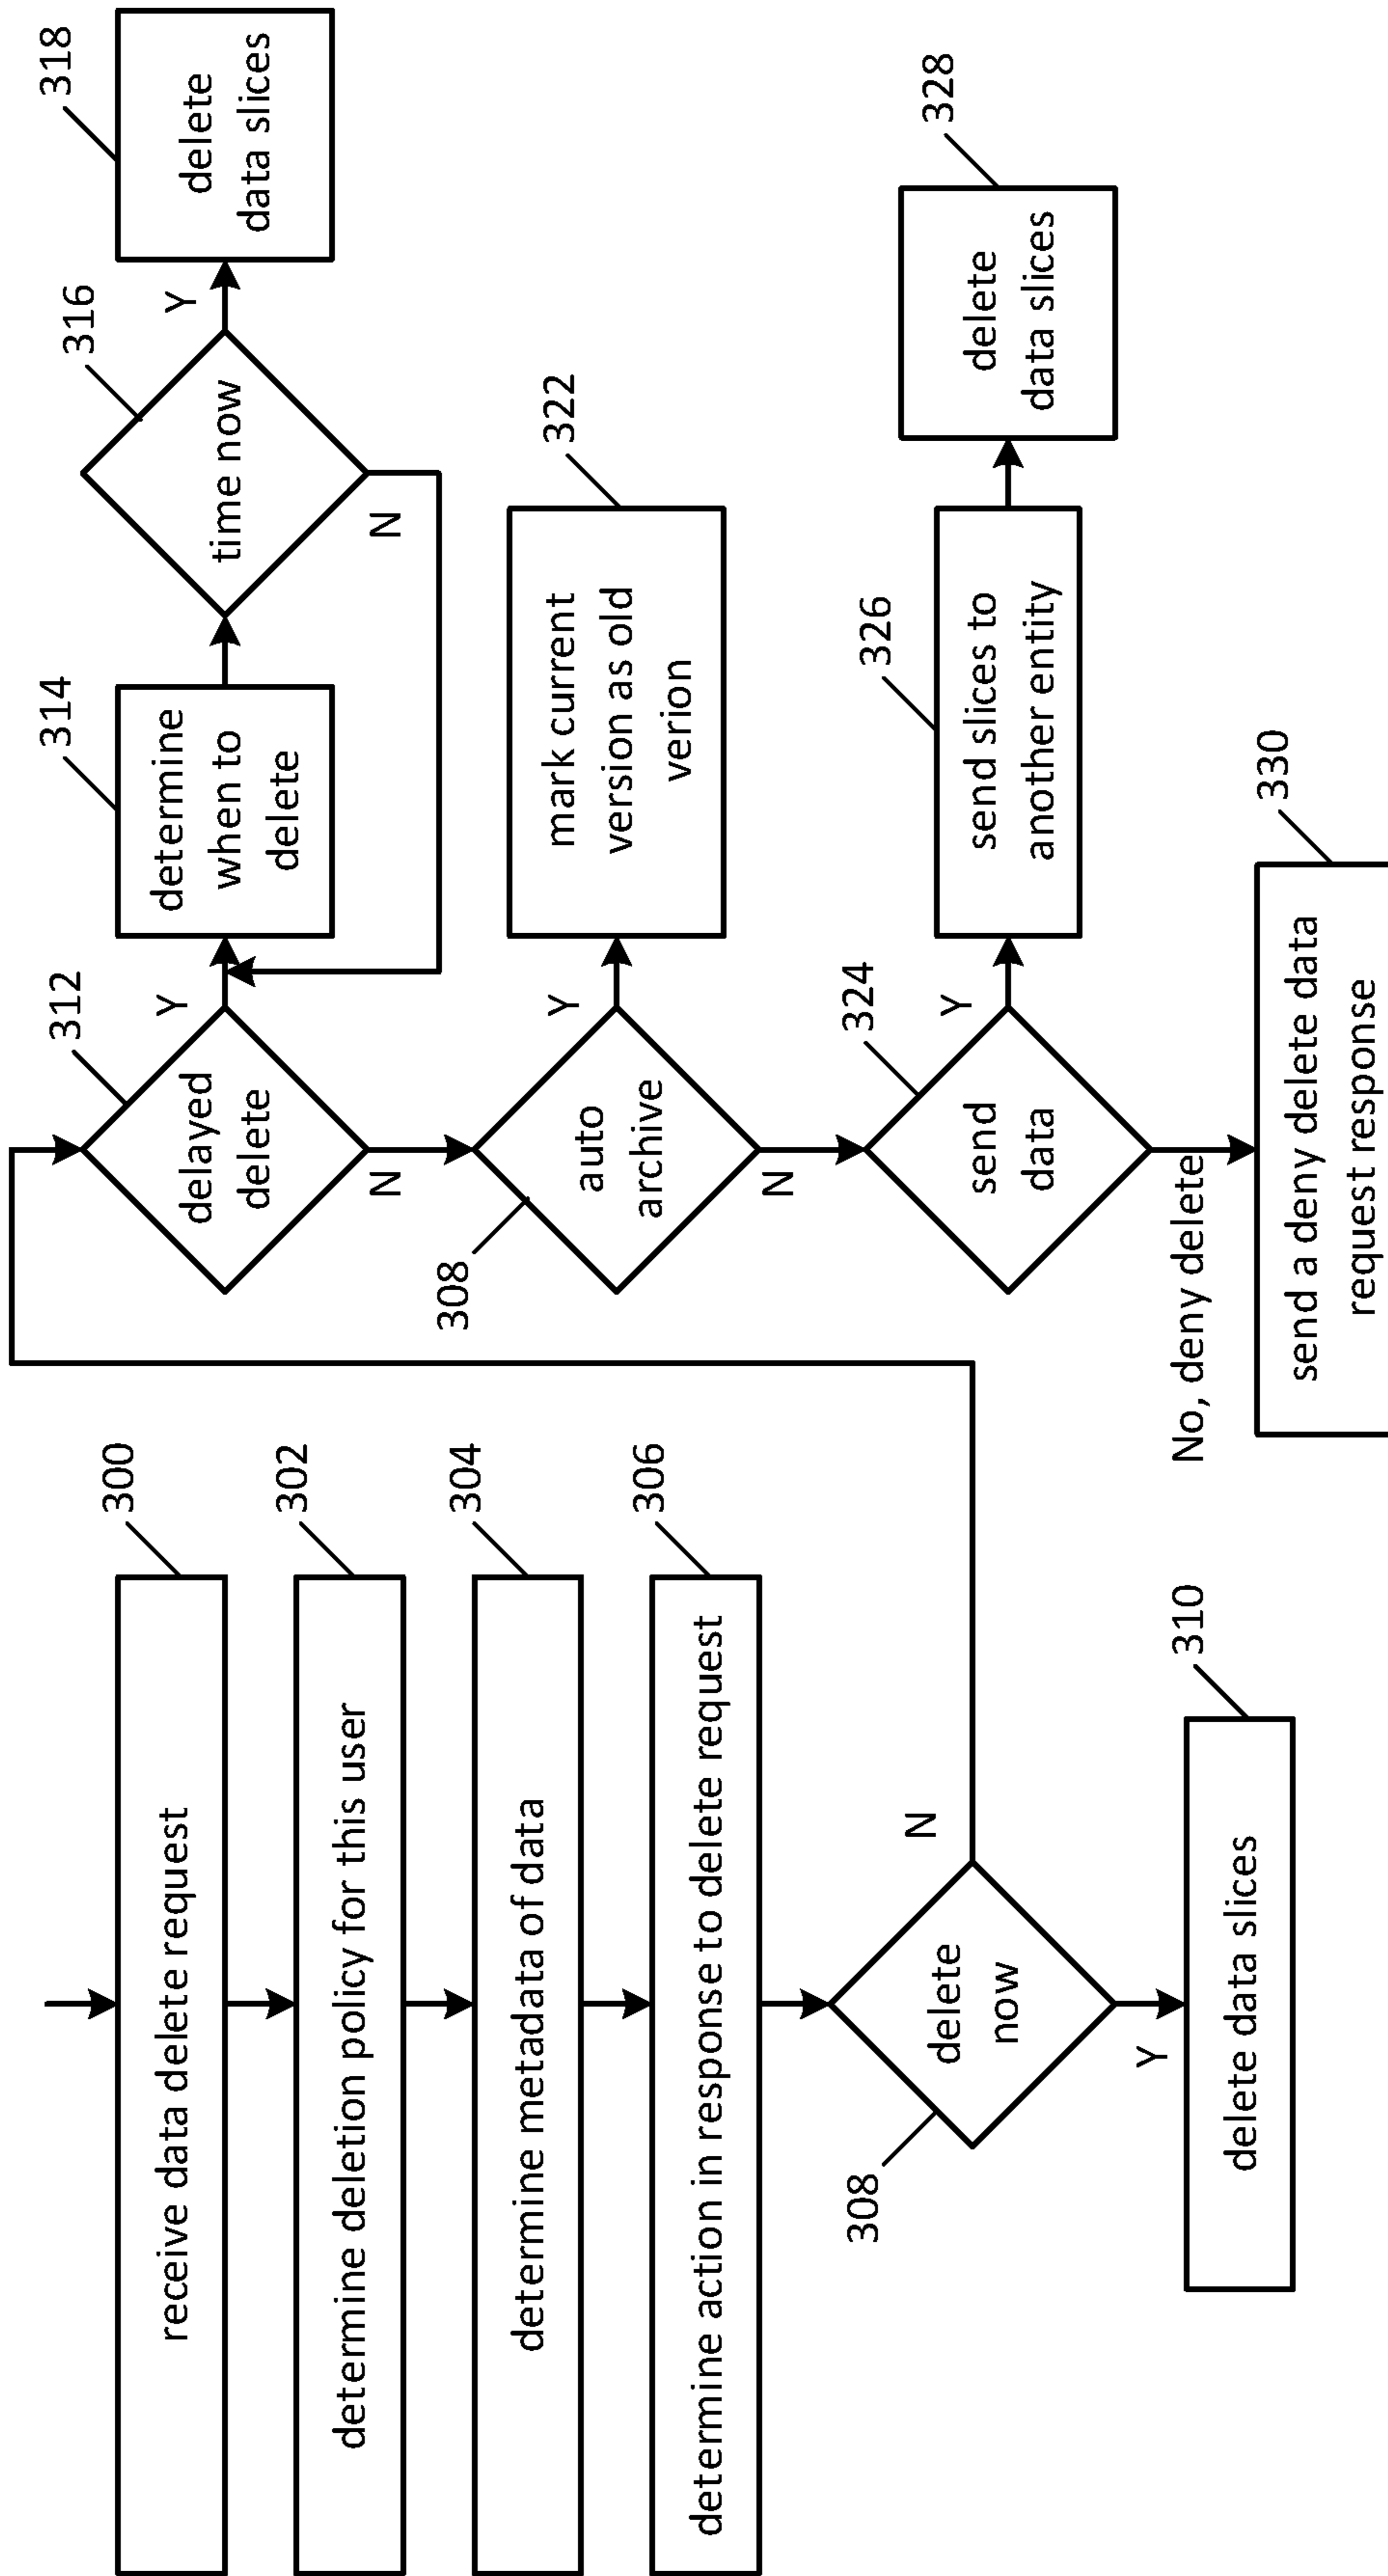 300
receive data delete request
302
determine deletion policy for this user
304
determine metadata of data
306
determine action in response to delete request
308
delete
now
N
Y
310
delete data slices
312
delayed
delete
Y
N
314
determine
when to
delete
316
time now
Y
N
318
delete
data slices
308
auto
archive
Y
N
322
mark current
version as old
verion
324
send
data
Y
No, deny delete
326
send slices to
another entity
328
delete
data slices
330
send a deny delete data
request response